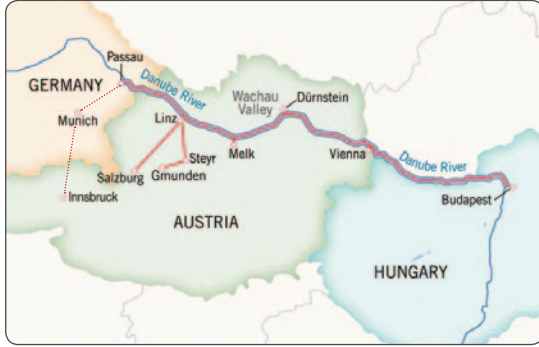 Passau
GERMANY
Danube River
Wachau
Valley
Dürnstein
Munich
Linz
Steyr
Melk
Vienna
Danube River
Salzburg
Gmunden
Innsbruck
Budapest
AUSTRIA
HUNGARY